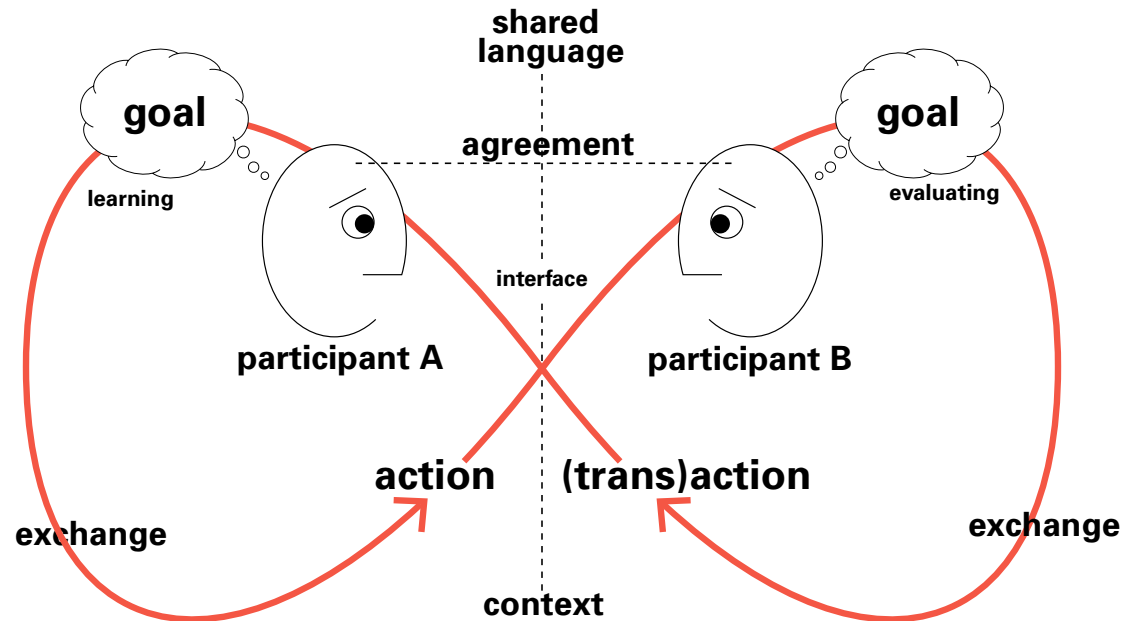 shared
language
goal
goal
agreement
learning
evaluating
interface
participant A
participant B
action
(trans)action
exchange
exchange
context